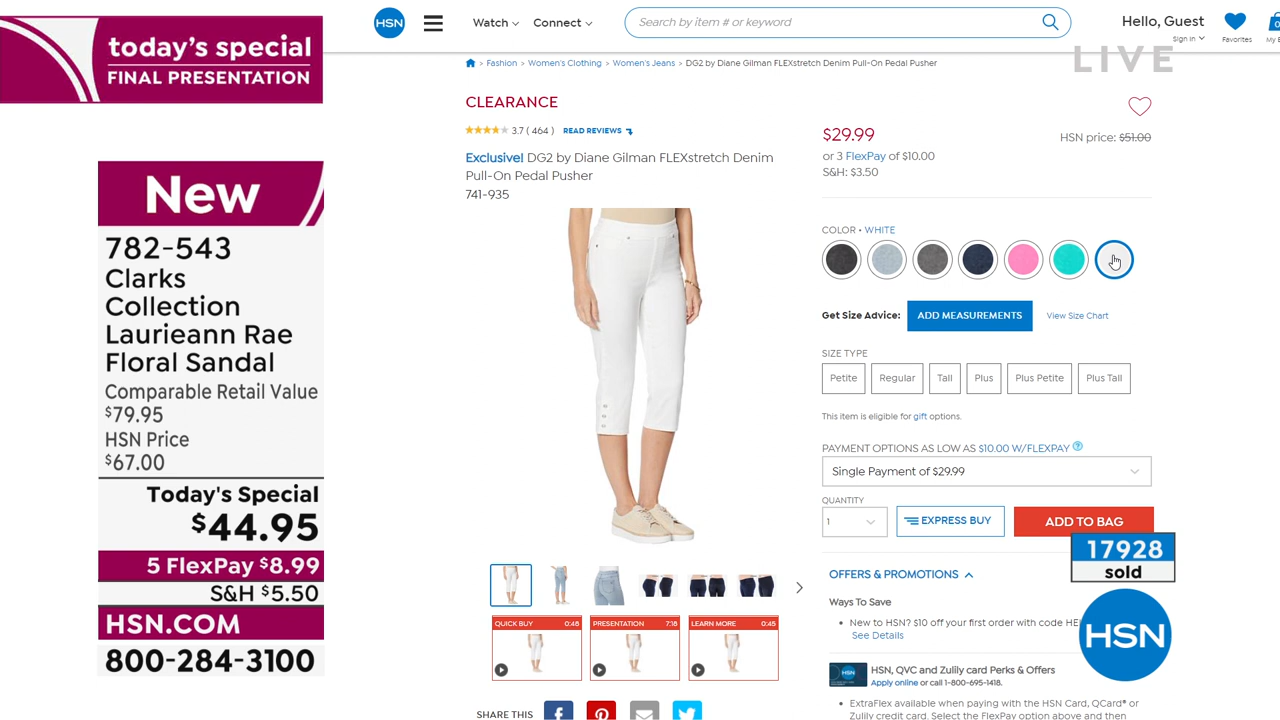 today's special
FINAL PRESENTATION
New
782-543
Clarks
Collection
Laurieann Rae
Floral Sandal
Comparable Retail Value
$79.95
HSN Price
$67.00
Today's Special
$44.95
5 FlexPay $8.99
S&H $5.50
HSN.COM
800-284-3100
HSN
Watch
Connect
Search by item # or keyword
Hello, Guest
Sign In
Favorites
0
LIVE
> Fashion > Women's Clothing > Women's Jeans > DG2 by Diane Gilman FLEXstretch Denim Pull-On Pedal Pusher
CLEARANCE
3.7 ( 464 ) READ REVIEWS
Exclusive! DG2 by Diane Gilman FLEXstretch Denim
Pull-On Pedal Pusher
741-935
QUICK BUY 0:48
PRESENTATION 7:18
LEARN MORE 0:45
SHARE THIS
$29.99
HSN price: $51.00
or 3 FlexPay of $10.00
S&H: $3.50
COLOR • WHITE
Get Size Advice: ADD MEASUREMENTS View Size Chart
SIZE TYPE
Petite Regular Tall Plus Plus Petite Plus Tall
This item is eligible for gift options.
PAYMENT OPTIONS AS LOW AS $10.00 W/FLEXPAY ?
Single Payment of $29.99
QUANTITY
1
EXPRESS BUY
ADD TO BAG
17928
sold
OFFERS & PROMOTIONS
Ways To Save
• New to HSN? $10 off your first order with code
See Details
HSN
HSN
HSN, QVC and Zulily card Perks & Offers
Apply online or call 1-800-695-1418.
• ExtraFlex available when paying with the HSN Card, QCard® or
Zulily credit card. Select the FlexPay option above and then